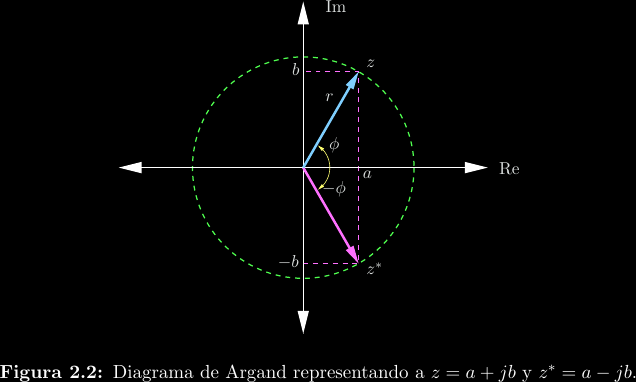 Im
b
z
r
ϕ
a
Re
−ϕ
−b
z*
Figura 2.2: Diagrama de Argand representando a z = a + jb y z* = a − jb.